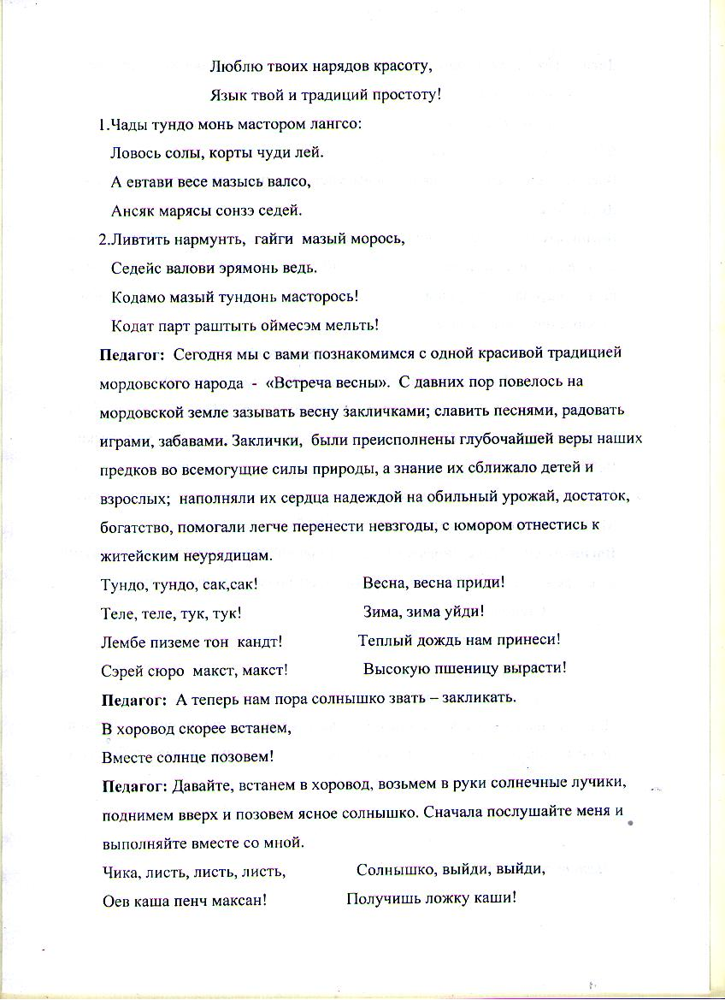 Люблю твоих нарядов красоту,
Язык твой и традиций простоту!
1.Чады тундо монь мастором лангсо:
Ловось солы, корты чуди лей.
А евтави весе мазысь валсо,
Ансяк марясы сонзэ седей.
2.Ливтить нармунть,  гайги  мазый морось,
Седейс валови эрямонь ведь.
Кодамо мазый тундонь масторось!
Кодат парт раштыть оймесэм мельть!
Педагог:  Сегодня мы с вами познакомимся с одной красивой традицией
мордовского народа  -  «Встреча весны».  С давних пор повелось на
мордовской земле зазывать весну закличками; славить песнями, радовать
играми, забавами. Заклички,  были преисполнены глубочайшей веры наших
предков во всемогущие силы природы, а знание их сближало детей и
взрослых;  наполняли их сердца надеждой на обильный урожай, достаток,
богатство, помогали легче перенести невзгоды, с юмором отнестись к
житейским неурядицам.
Тундо, тундо, сак,сак! Весна, весна приди!
Теле, теле, тук, тук! Зима, зима уйди!
Лембе пиземе тон  кандт! Теплый дождь нам принеси!
Сэрей сюро  макст, макст! Высокую пшеницу вырасти!
Педагог:  А теперь нам пора солнышко звать – закликать.
В хоровод скорее встанем,
Вместе солнце позовем!
Педагог: Давайте, встанем в хоровод, возьмем в руки солнечные лучики,
поднимем вверх и позовем ясное солнышко. Сначала послушайте меня и
выполняйте вместе со мной.
Чика, листь, листь, листь, Солнышко, выйди, выйди,
Оев каша пенч максан! Получишь ложку каши!